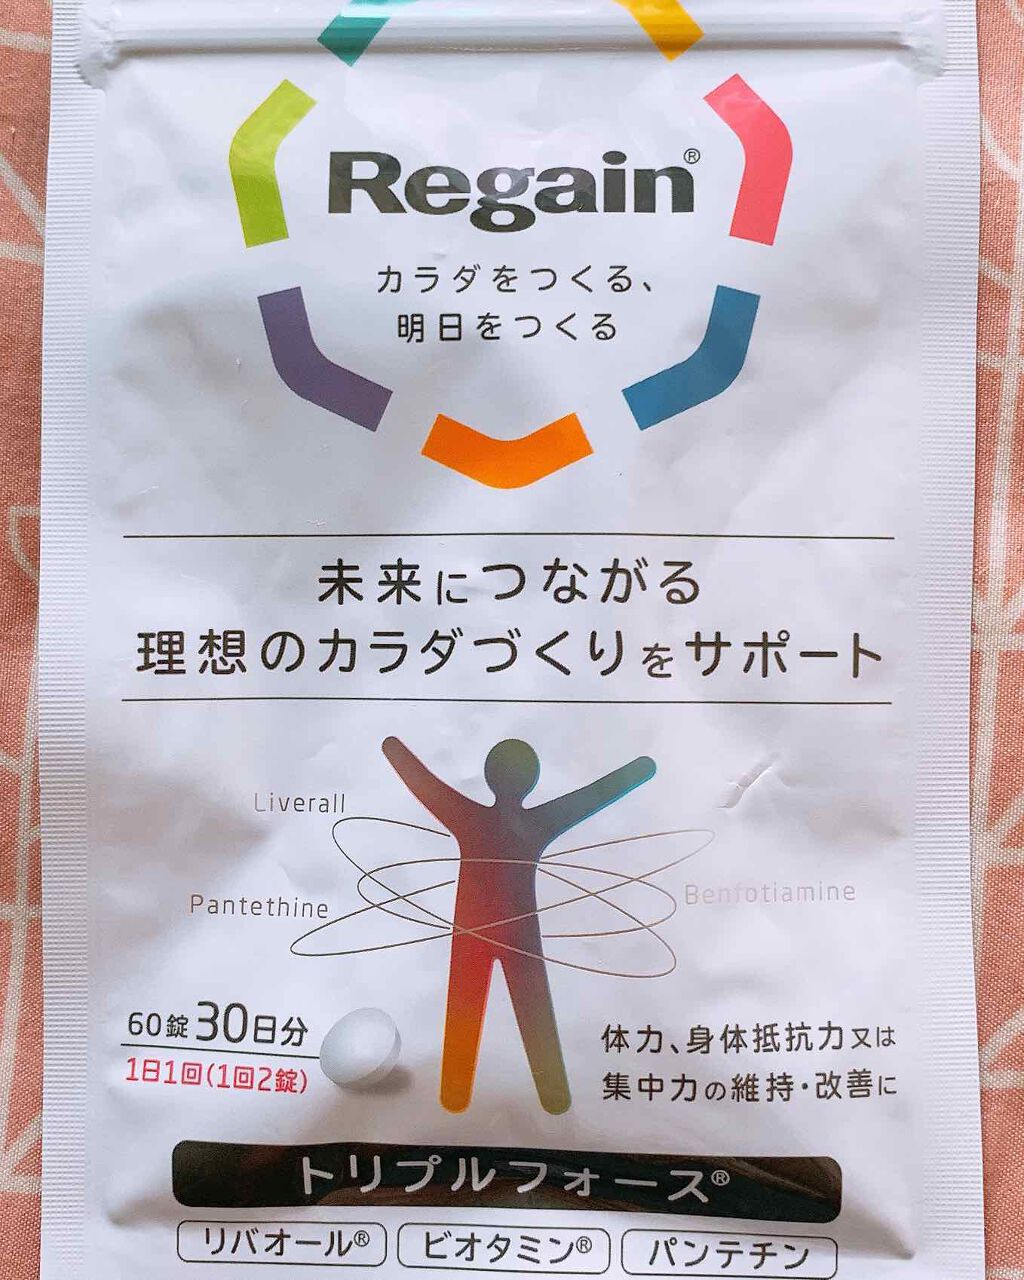 Regain®
カラダをつくる、
明日をつくる
未来につながる
理想のカラダづくりをサポート
Liverall
Pantethine
Benfotiamine
60錠30日分
1日1回(1回2錠)
体力、身体抵抗力又は
集中力の維持・改善に
トリプルフォース®
リバオール® ビオタミン® パンテチン